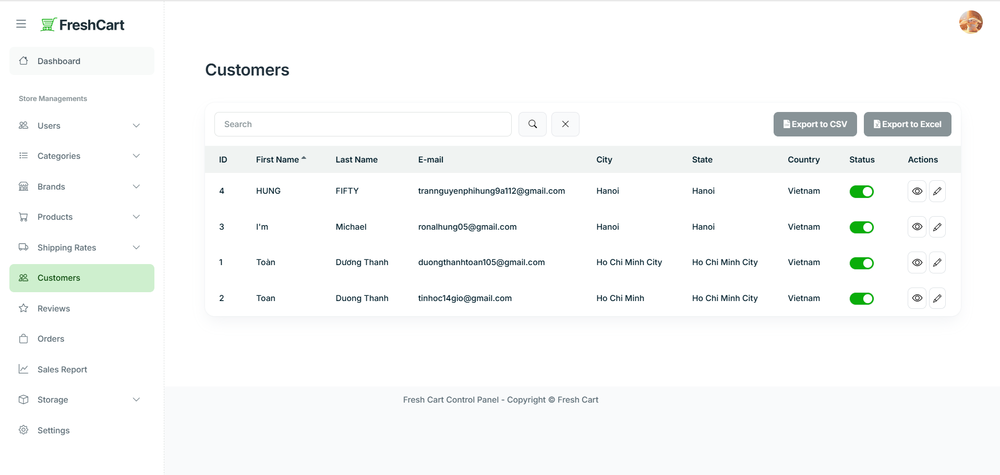 FreshCart
Dashboard
Store Managements
Users
Categories
Brands
Products
Shipping Rates
Customers
Reviews
Orders
Sales Report
Storage
Settings
Customers
Search
Export to CSV
Export to Excel
ID First Name Last Name E-mail City State Country Status Actions
4 HUNG FIFTY trannguyenphihung9a112@gmail.com Hanoi Hanoi Vietnam
3 I'm Michael ronalhung05@gmail.com Hanoi Hanoi Vietnam
1 Toàn Dương Thanh duongthanhtoan105@gmail.com Ho Chi Minh City Ho Chi Minh City Vietnam
2 Toan Duong Thanh tinhoc14gio@gmail.com Ho Chi Minh Ho Chi Minh City Vietnam
Fresh Cart Control Panel - Copyright © Fresh Cart